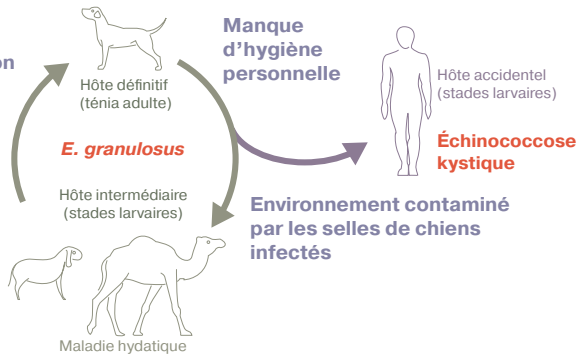 on
Hôte définitif
(ténia adulte)
Manque
d’hygiène
personnelle
Hôte accidentel
(stades larvaires)
Échinococcose
kystique
E. granulosus
Hôte intermédiaire
(stades larvaires)
Environnement contaminé
par les selles de chiens
infectés
Maladie hydatique